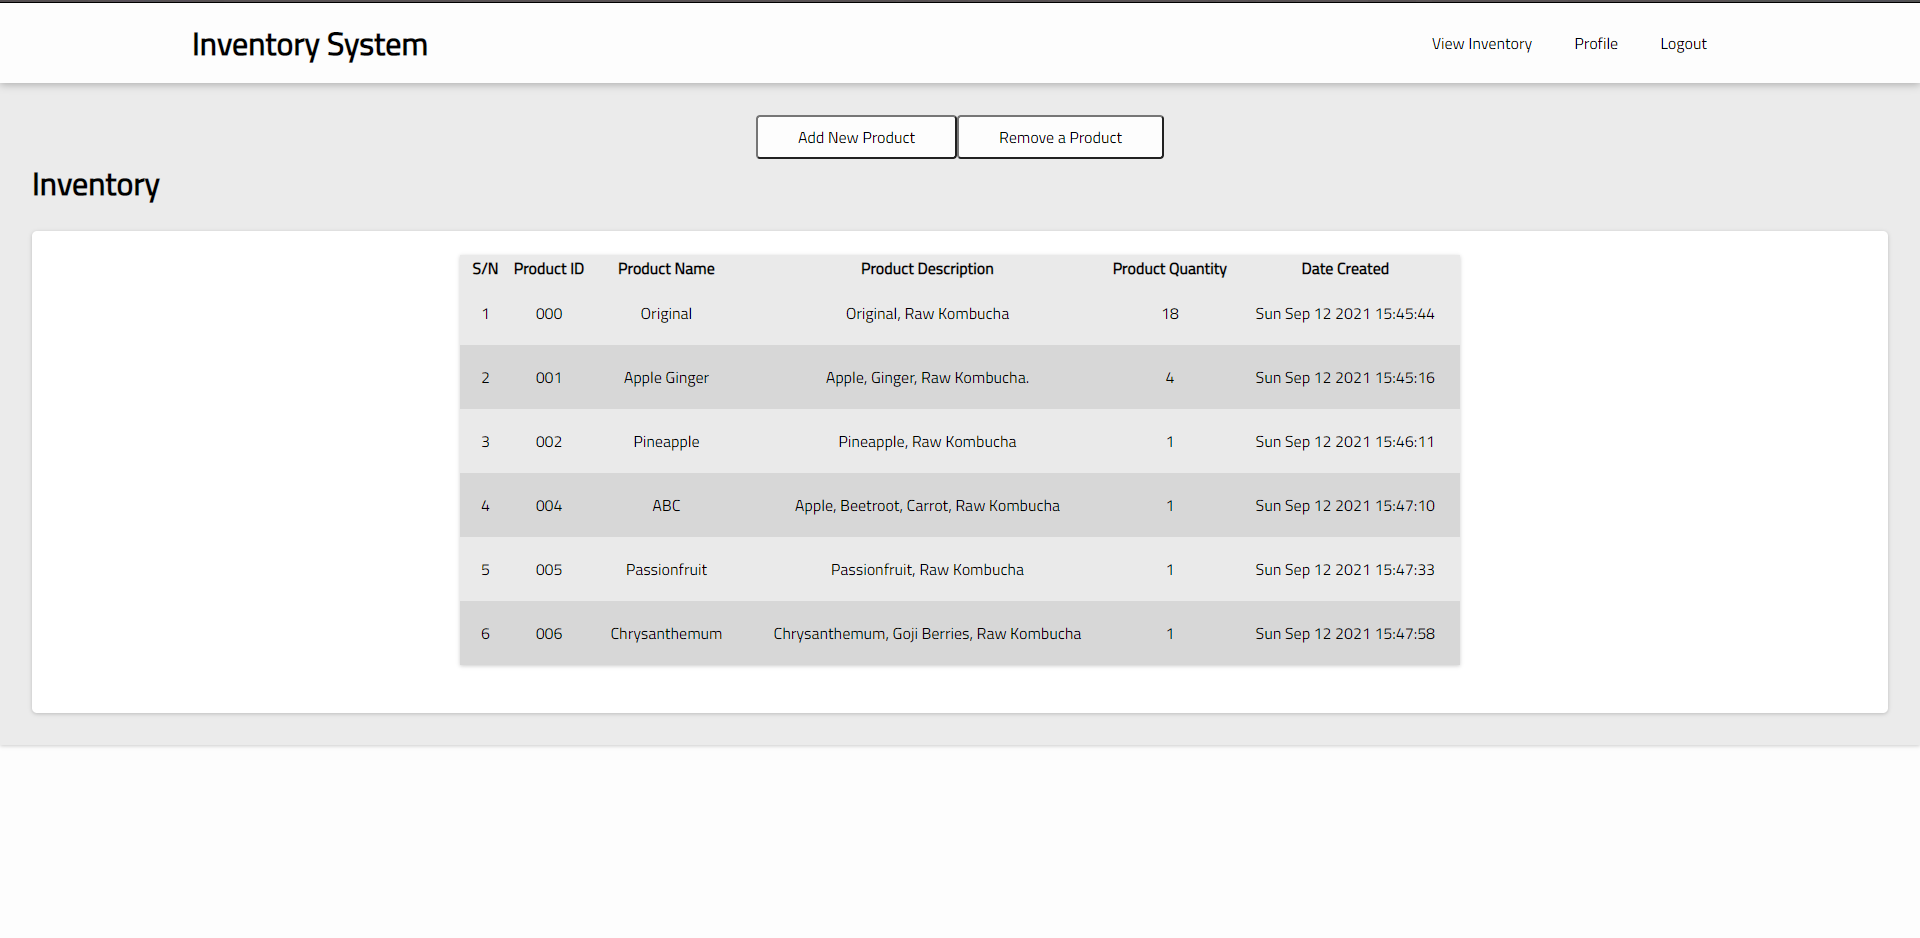 Inventory System View Inventory Profile Logout
Add New Product Remove a Product
Inventory
S/N Product ID Product Name Product Description Product Quantity Date Created
1 000 Original Original, Raw Kombucha 18 Sun Sep 12 2021 15:45:44
2 001 Apple Ginger Apple, Ginger, Raw Kombucha. 4 Sun Sep 12 2021 15:45:16
3 002 Pineapple Pineapple, Raw Kombucha 1 Sun Sep 12 2021 15:46:11
4 004 ABC Apple, Beetroot, Carrot, Raw Kombucha 1 Sun Sep 12 2021 15:47:10
5 005 Passionfruit Passionfruit, Raw Kombucha 1 Sun Sep 12 2021 15:47:33
6 006 Chrysanthemum Chrysanthemum, Goji Berries, Raw Kombucha 1 Sun Sep 12 2021 15:47:58